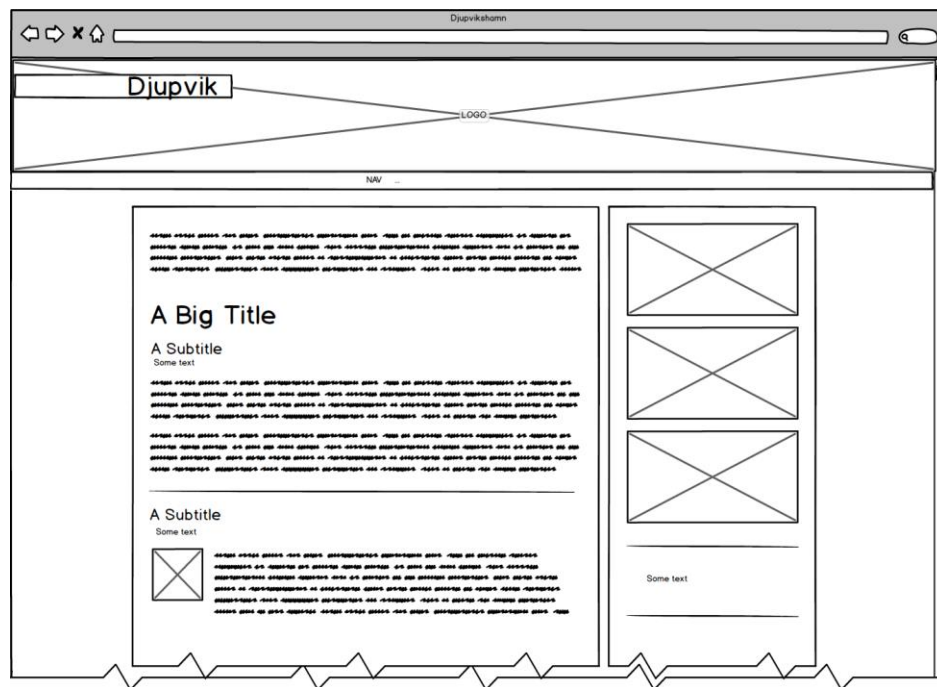 Djupvikshamn
Djupvik
LOGO
NAV ...
A Big Title
A Subtitle
Some text
A Subtitle
Some text
Some text